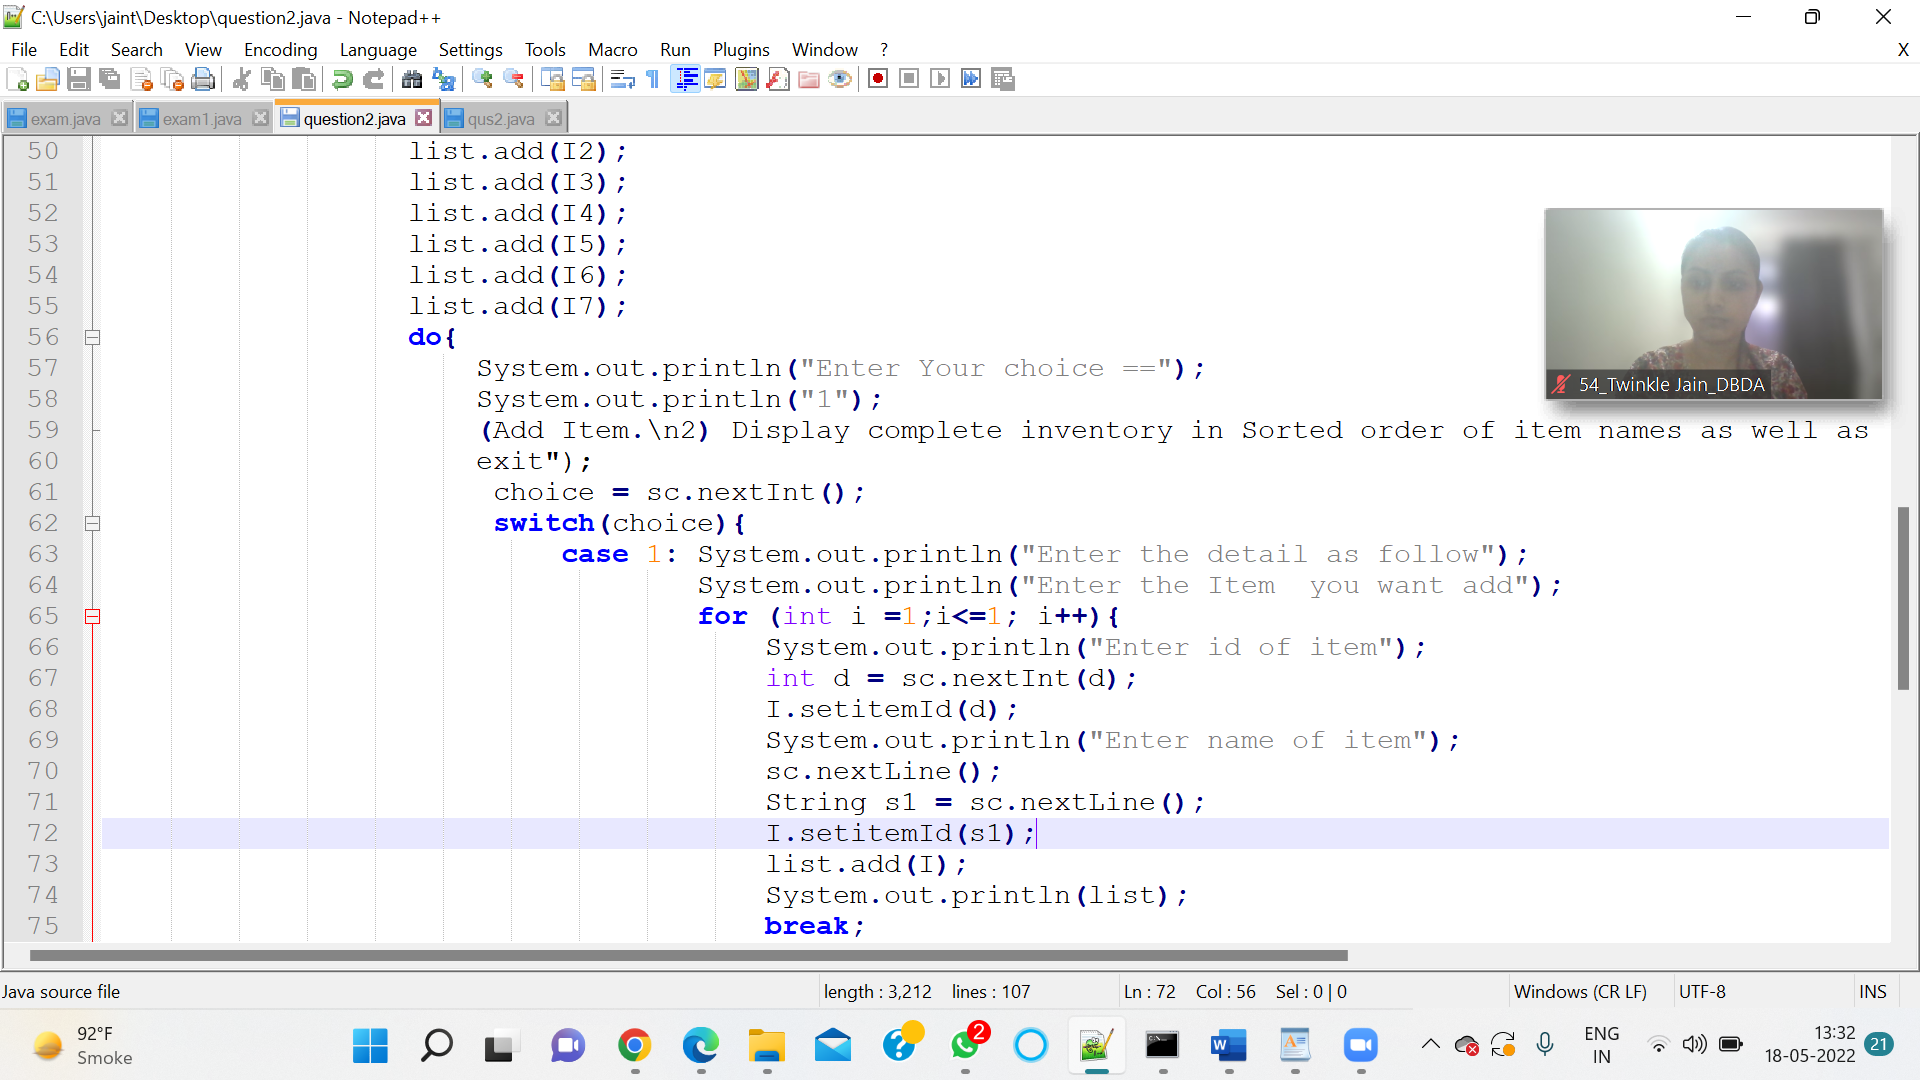 C:\Users\jaint\Desktop\question2.java - Notepad++
File Edit Search View Encoding Language Settings Tools Macro Run Plugins Window ? X
exam.java exam1.java question2.java qus2.java
50 list.add(I2);
51 list.add(I3);
52 list.add(I4);
53 list.add(I5);
54 list.add(I6);
55 list.add(I7);
56 do{
57 System.out.println("Enter Your choice ==");
58 System.out.println("1");
59 (Add Item.\n2) Display complete inventory in Sorted order of item names as well as
60 exit");
61 choice = sc.nextInt();
62 switch(choice){
63 case 1: System.out.println("Enter the detail as follow");
64 System.out.println("Enter the Item  you want add");
65 for (int i =1;i<=1; i++){
66 System.out.println("Enter id of item");
67 int d = sc.nextInt(d);
68 I.setitemId(d);
69 System.out.println("Enter name of item");
70 sc.nextLine();
71 String s1 = sc.nextLine();
72 I.setitemId(s1);
73 list.add(I);
74 System.out.println(list);
75 break;
54_Twinkle Jain_DBDA
Java source file length : 3,212 lines : 107 Ln : 72 Col : 56 Sel : 0 | 0 Windows (CR LF) UTF-8 INS
92°F
Smoke
2
ENG
IN
13:32
18-05-2022
21